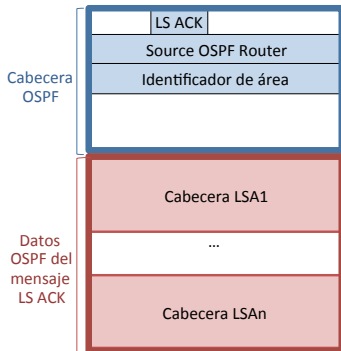 LS ACK
Source OSPF Router
Identificador de área
Cabecera
OSPF
Cabecera LSA1
...
Cabecera LSAn
Datos
OSPF del
mensaje
LS ACK